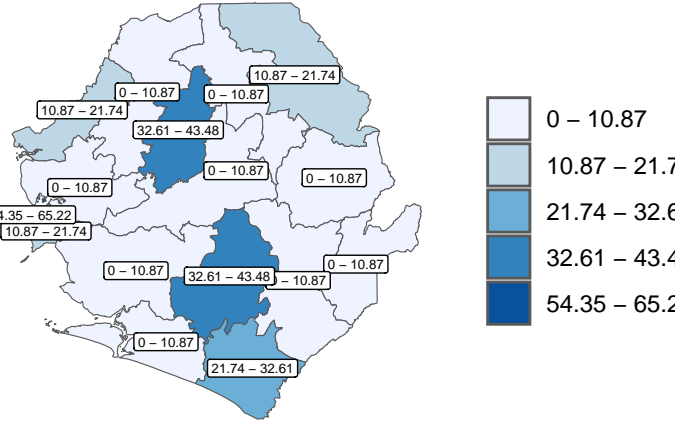 10.87 – 21.74
0 – 10.87
0 – 10.87
10.87 – 21.74
32.61 – 43.48
0 – 10.87
0 – 10.87
0 – 10.87
4.35 – 65.22
10.87 – 21.74
0 – 10.87
0 – 10.87
32.61 – 43.48
0 – 10.87
0 – 10.87
21.74 – 32.61
0 – 10.87
10.87 – 21.7
21.74 – 32.6
32.61 – 43.4
54.35 – 65.2